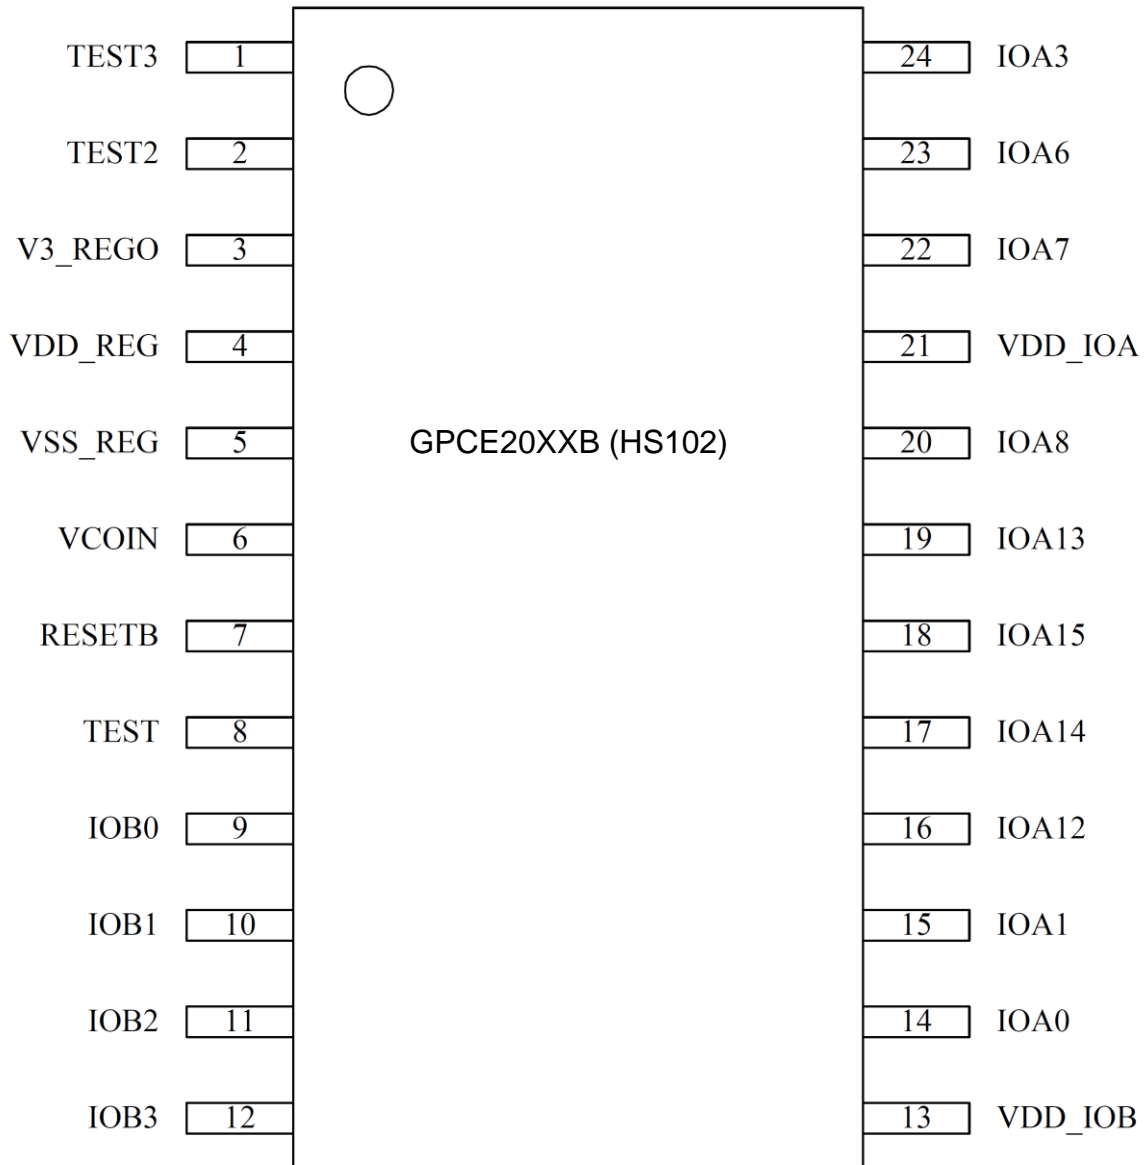 TEST3 1 24 IOA3
TEST2 2 23 IOA6
V3_REGO 3 22 IOA7
VDD_REG 4 21 VDD_IOA
VSS_REG 5 GPCE20XXB (HS102) 20 IOA8
VCOIN 6 19 IOA13
RESETB 7 18 IOA15
TEST 8 17 IOA14
IOB0 9 16 IOA12
IOB1 10 15 IOA1
IOB2 11 14 IOA0
IOB3 12 13 VDD_IOB